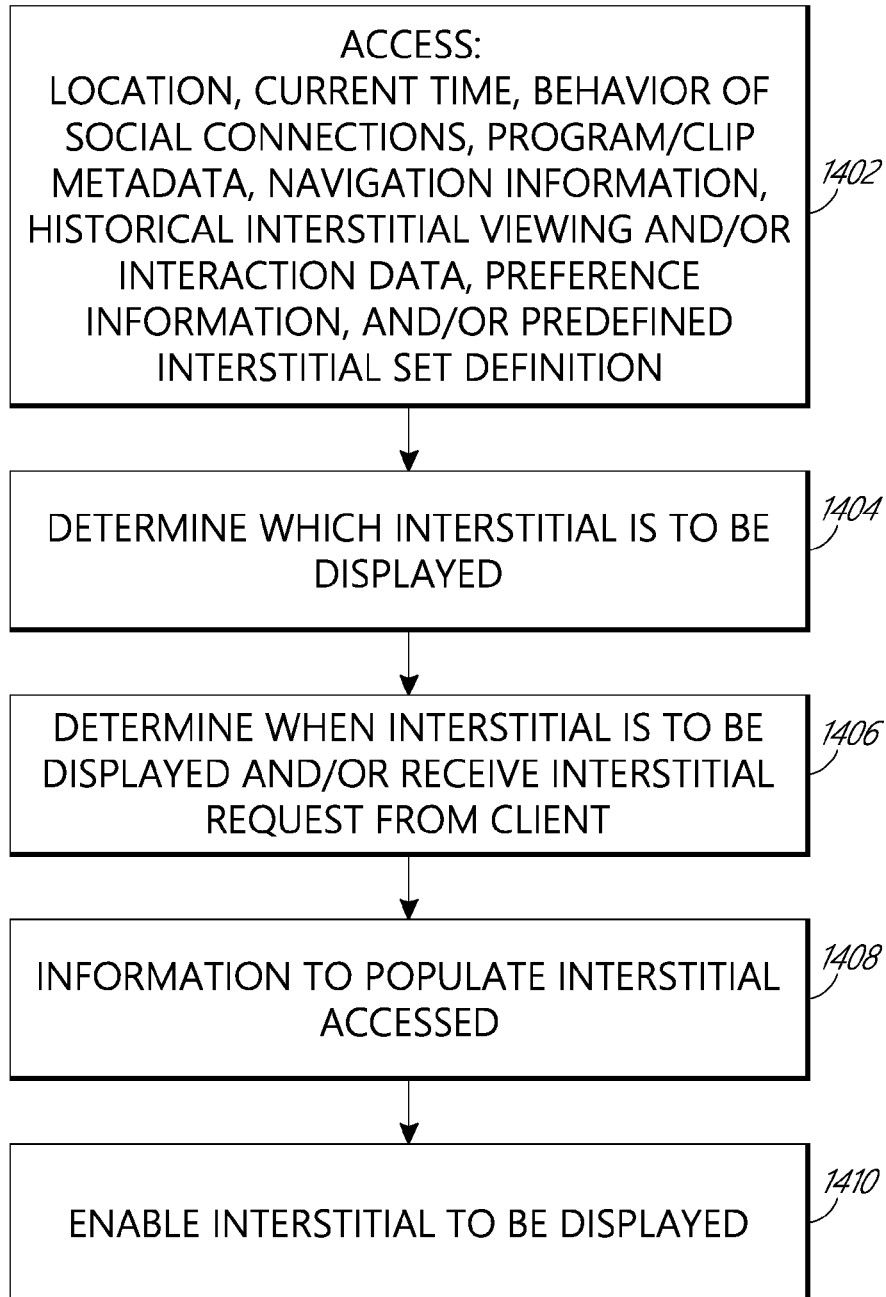 ACCESS:
LOCATION, CURRENT TIME, BEHAVIOR OF
SOCIAL CONNECTIONS, PROGRAM/CLIP
METADATA, NAVIGATION INFORMATION,
HISTORICAL INTERSTITIAL VIEWING AND/OR
INTERACTION DATA, PREFERENCE
INFORMATION, AND/OR PREDEFINED
INTERSTITIAL SET DEFINITION
1402
DETERMINE WHICH INTERSTITIAL IS TO BE
DISPLAYED
1404
DETERMINE WHEN INTERSTITIAL IS TO BE
DISPLAYED AND/OR RECEIVE INTERSTITIAL
REQUEST FROM CLIENT
1406
INFORMATION TO POPULATE INTERSTITIAL
ACCESSED
1408
ENABLE INTERSTITIAL TO BE DISPLAYED
1410